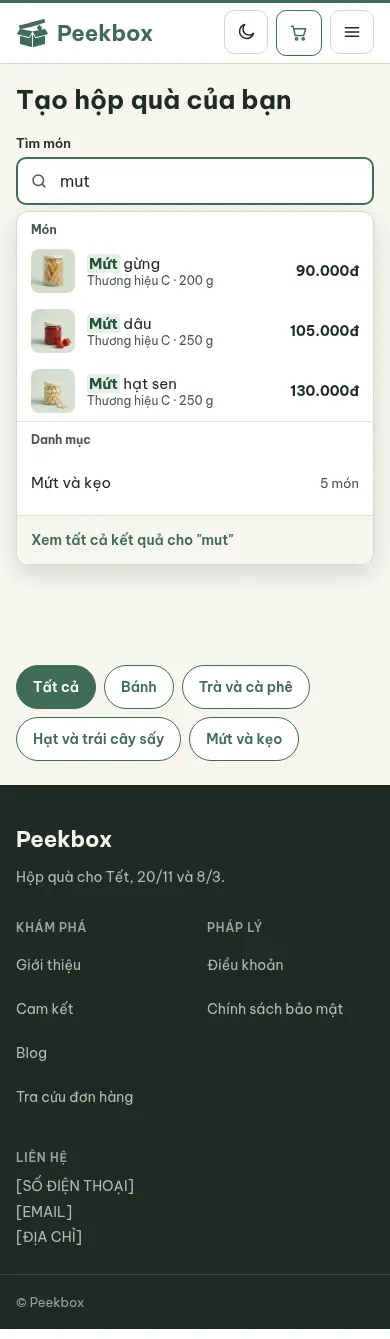 Peekbox
Tạo hộp quà của bạn
Tìm món
mut
Món
Mứt gừng
Thương hiệu C · 200 g
90.000đ
Mứt dâu
Thương hiệu C · 250 g
105.000đ
Mứt hạt sen
Thương hiệu C · 250 g
130.000đ
Danh mục
Mứt và kẹo
5 món
Xem tất cả kết quả cho "mut"
Tất cả
Bánh
Trà và cà phê
Hạt và trái cây sấy
Mứt và kẹo
Peekbox
Hộp quà cho Tết, 20/11 và 8/3.
KHÁM PHÁ
Giới thiệu
Cam kết
Blog
Tra cứu đơn hàng
PHÁP LÝ
Điều khoản
Chính sách bảo mật
LIÊN HỆ
[SỐ ĐIỆN THOẠI]
[EMAIL]
[ĐỊA CHỈ]
© Peekbox